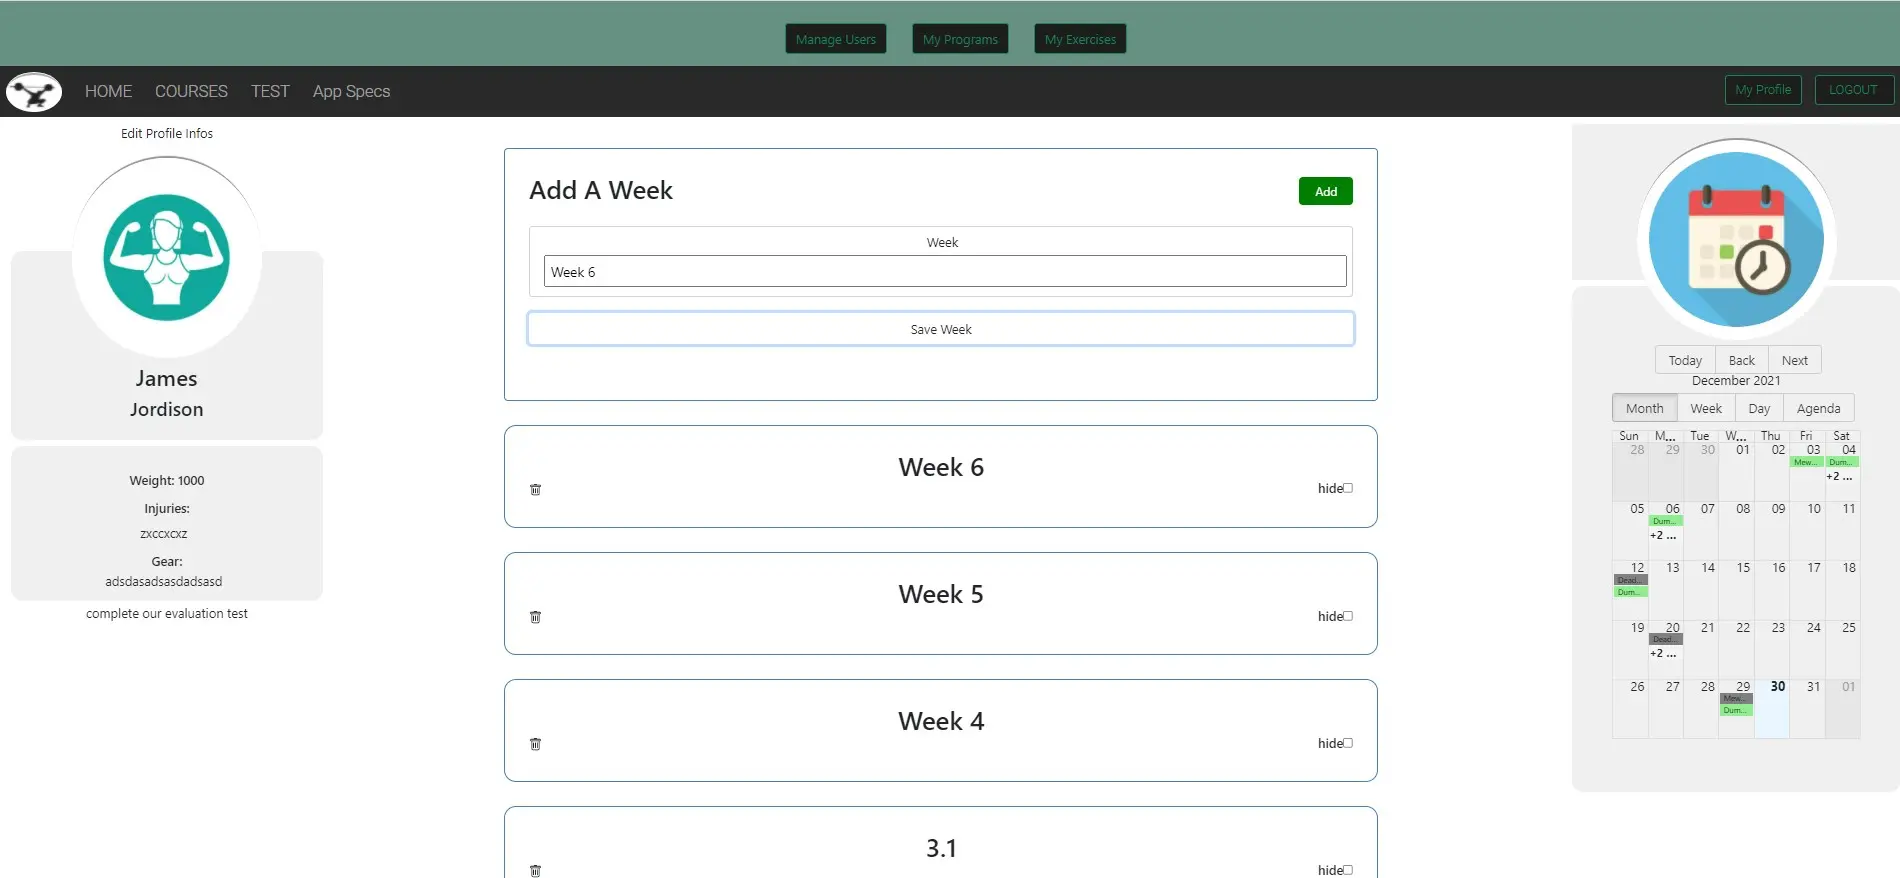 Manage Users My Programs My Exercises
HOME COURSES TEST App Specs My Profile LOGOUT
Edit Profile Infos
James
Jordison
Weight: 1000
Injuries:
zxccxcxz
Gear:
adsdasadsasdadsasd
complete our evaluation test
Add A Week Add
Week
Week 6
Save Week
Week 6
hide
Week 5
hide
Week 4
hide
3.1
hide
Today Back Next
December 2021
Month Week Day Agenda
Sun M... Tue W... Thu Fri Sat
28 29 30 01 02 03 04
Mew... Dum...
+2 ...
05 06 07 08 09 10 11
Dum...
+2 ...
12 13 14 15 16 17 18
Dead...
Dum...
19 20 21 22 23 24 25
Dead...
+2 ...
26 27 28 29 30 31 01
Mew...
Dum...